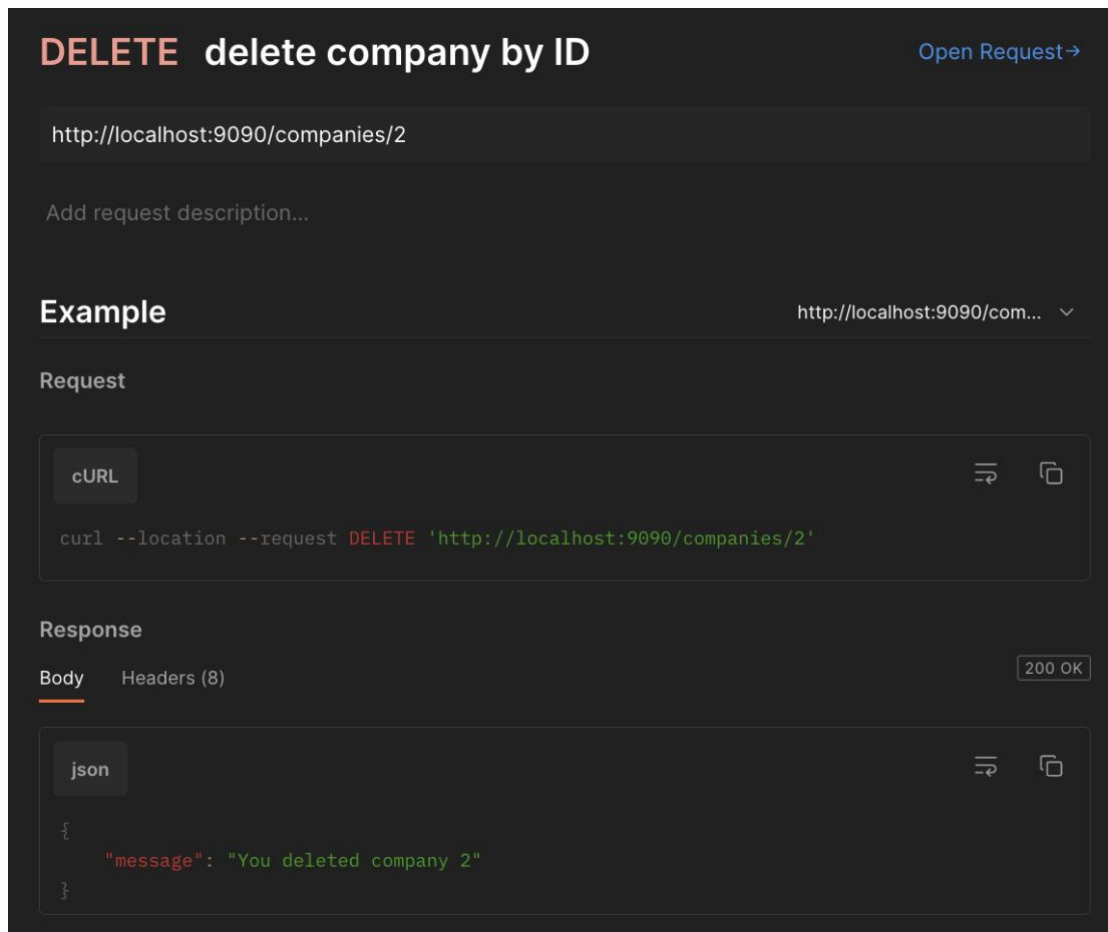 DELETE delete company by ID
Open Request→
http://localhost:9090/companies/2
Add request description...
Example
http://localhost:9090/com...
Request
cURL
curl --location --request DELETE 'http://localhost:9090/companies/2'
Response
Body Headers (8)
200 OK
json
{
    "message": "You deleted company 2"
}